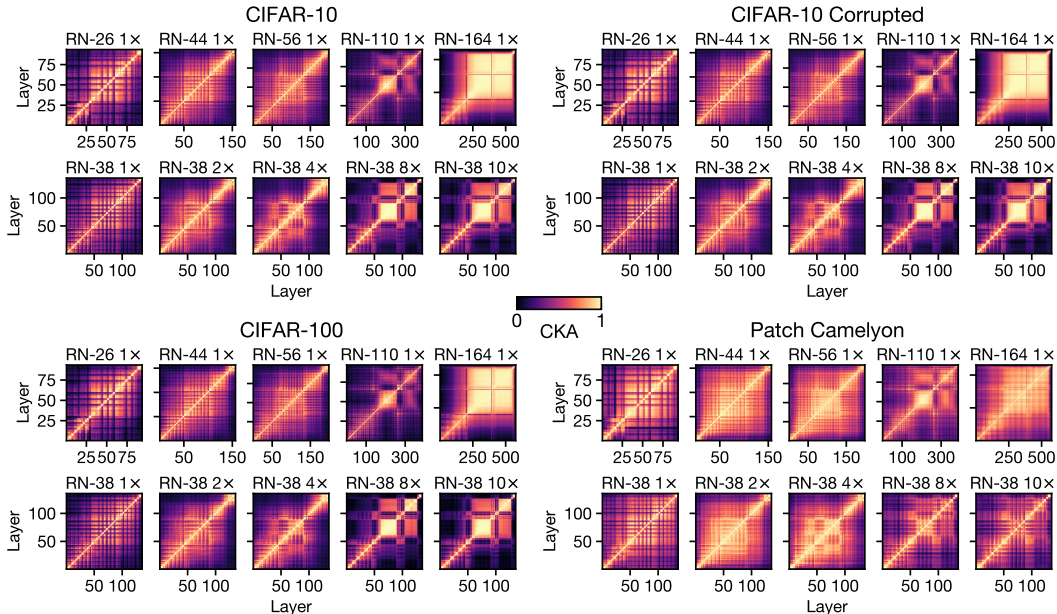 CIFAR-10
RN-26 1× RN-44 1× RN-56 1× RN-110 1× RN-164 1×
Layer
75
50
25
25 50 75 50 150 50 150 100 300 250 500
RN-38 1× RN-38 2× RN-38 4× RN-38 8× RN-38 10×
Layer
100
50
50 100 50 100 50 100 50 100 50 100
Layer
CIFAR-10 Corrupted
RN-26 1× RN-44 1× RN-56 1× RN-110 1× RN-164 1×
Layer
75
50
25
25 50 75 50 150 50 150 100 300 250 500
RN-38 1× RN-38 2× RN-38 4× RN-38 8× RN-38 10×
Layer
100
50
50 100 50 100 50 100 50 100 50 100
Layer
0 1
CKA
CIFAR-100
RN-26 1× RN-44 1× RN-56 1× RN-110 1× RN-164 1×
Layer
75
50
25
25 50 75 50 150 50 150 100 300 250 500
RN-38 1× RN-38 2× RN-38 4× RN-38 8× RN-38 10×
Layer
100
50
50 100 50 100 50 100 50 100 50 100
Layer
Patch Camelyon
RN-26 1× RN-44 1× RN-56 1× RN-110 1× RN-164 1×
Layer
75
50
25
25 50 75 50 150 50 150 100 300 250 500
RN-38 1× RN-38 2× RN-38 4× RN-38 8× RN-38 10×
Layer
100
50
50 100 50 100 50 100 50 100 50 100
Layer